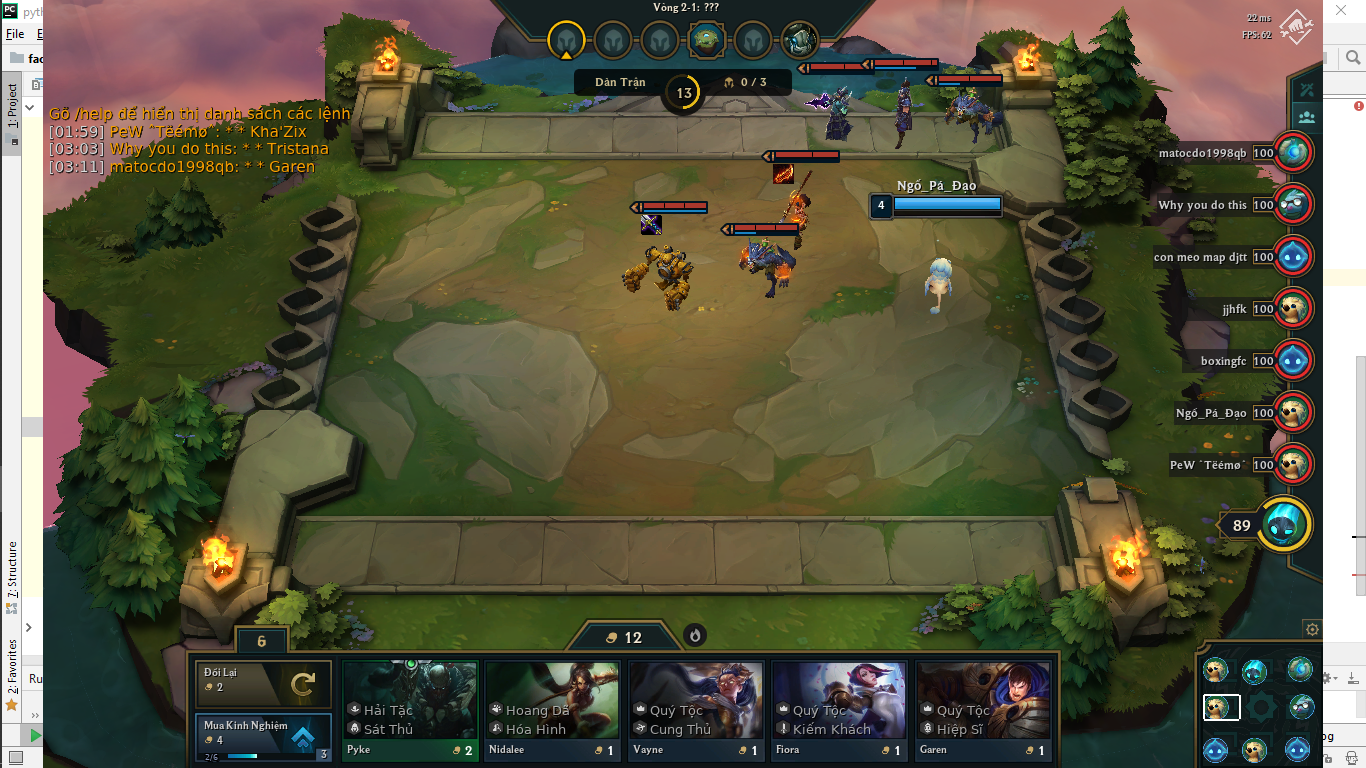 Vòng 2-1: ???
22 ms
FPS: 62
File
Dàn Trận
13
0 / 3
Gõ /help để hiển thị danh sách các lệnh
[01:59] PeW ˆTëémø´: * * Kha'Zix
[03:03] Why you do this: * * Tristana
[03:11] matocdo1998qb: * * Garen
1: Project
Ngố_Pá_Đạo
4
matocdo1998qb 100
Why you do this 100
con meo map djtt 100
jjhfk 100
boxingfc 100
Ngố_Pá_Đạo 100
PeW ˆTëémø´ 100
89
Z: Structure
2: Favorites
6
12
Đổi Lại
2
Mua Kinh Nghiệm
4
2/6
3
Hải Tặc
Sát Thủ
Pyke 2
Hoang Dã
Hóa Hình
Nidalee 1
Quý Tộc
Cung Thủ
Vayne 1
Quý Tộc
Kiếm Khách
Fiora 1
Quý Tộc
Hiệp Sĩ
Garen 1